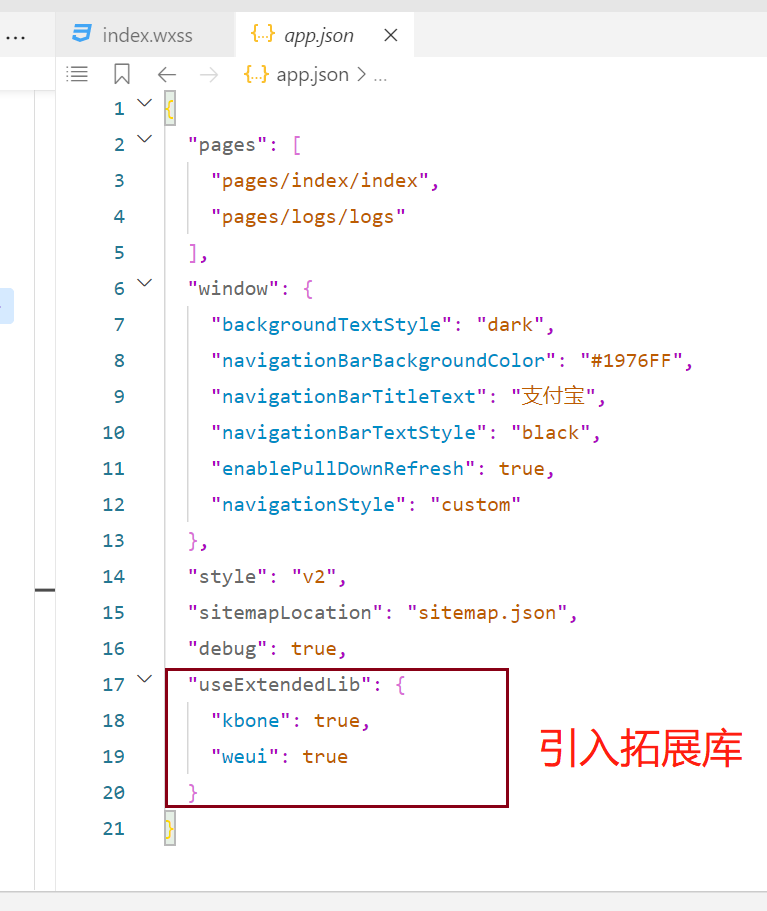 ... index.wxss {..} app.json ×
{..} app.json > ...
1 {
2 "pages": [
3 "pages/index/index",
4 "pages/logs/logs"
5 ],
6 "window": {
7 "backgroundTextStyle": "dark",
8 "navigationBarBackgroundColor": "#1976FF",
9 "navigationBarTitleText": "支付宝",
10 "navigationBarTextStyle": "black",
11 "enablePullDownRefresh": true,
12 "navigationStyle": "custom"
13 },
14 "style": "v2",
15 "sitemapLocation": "sitemap.json",
16 "debug": true,
17 "useExtendedLib": {
18 "kbone": true,
19 "weui": true
引入拓展库
20 }
21 }